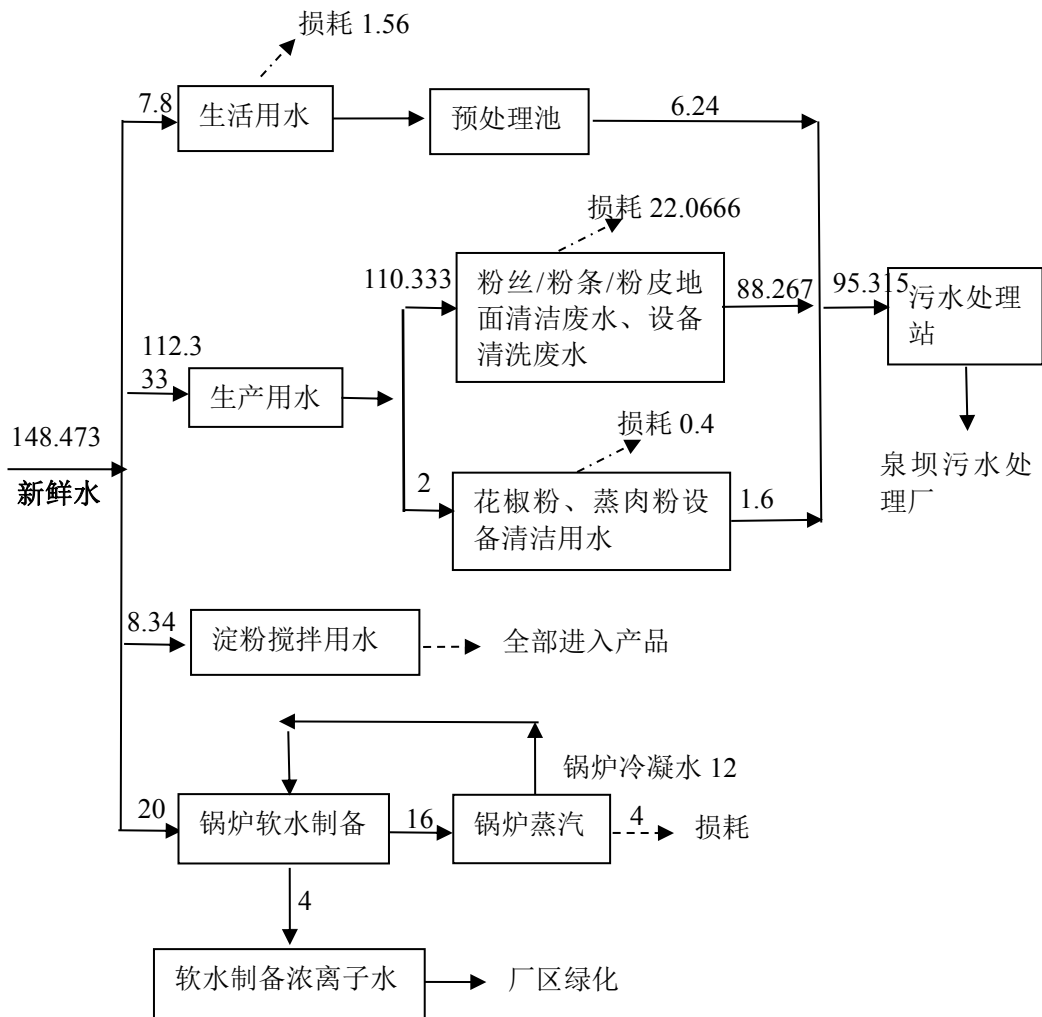 损耗 1.56
7.8
生活用水
预处理池
6.24
损耗 22.0666
110.333
粉丝/粉条/粉皮地
面清洁废水、设备
清洗废水
88.267
95.315
污水处理
站
112.3
33
生产用水
148.473
新鲜水
损耗 0.4
2
花椒粉、蒸肉粉设
备清洁用水
1.6
泉坝污水处
理厂
8.34
淀粉搅拌用水
全部进入产品
锅炉冷凝水 12
20
锅炉软水制备
16
锅炉蒸汽
4
损耗
4
软水制备浓离子水
厂区绿化